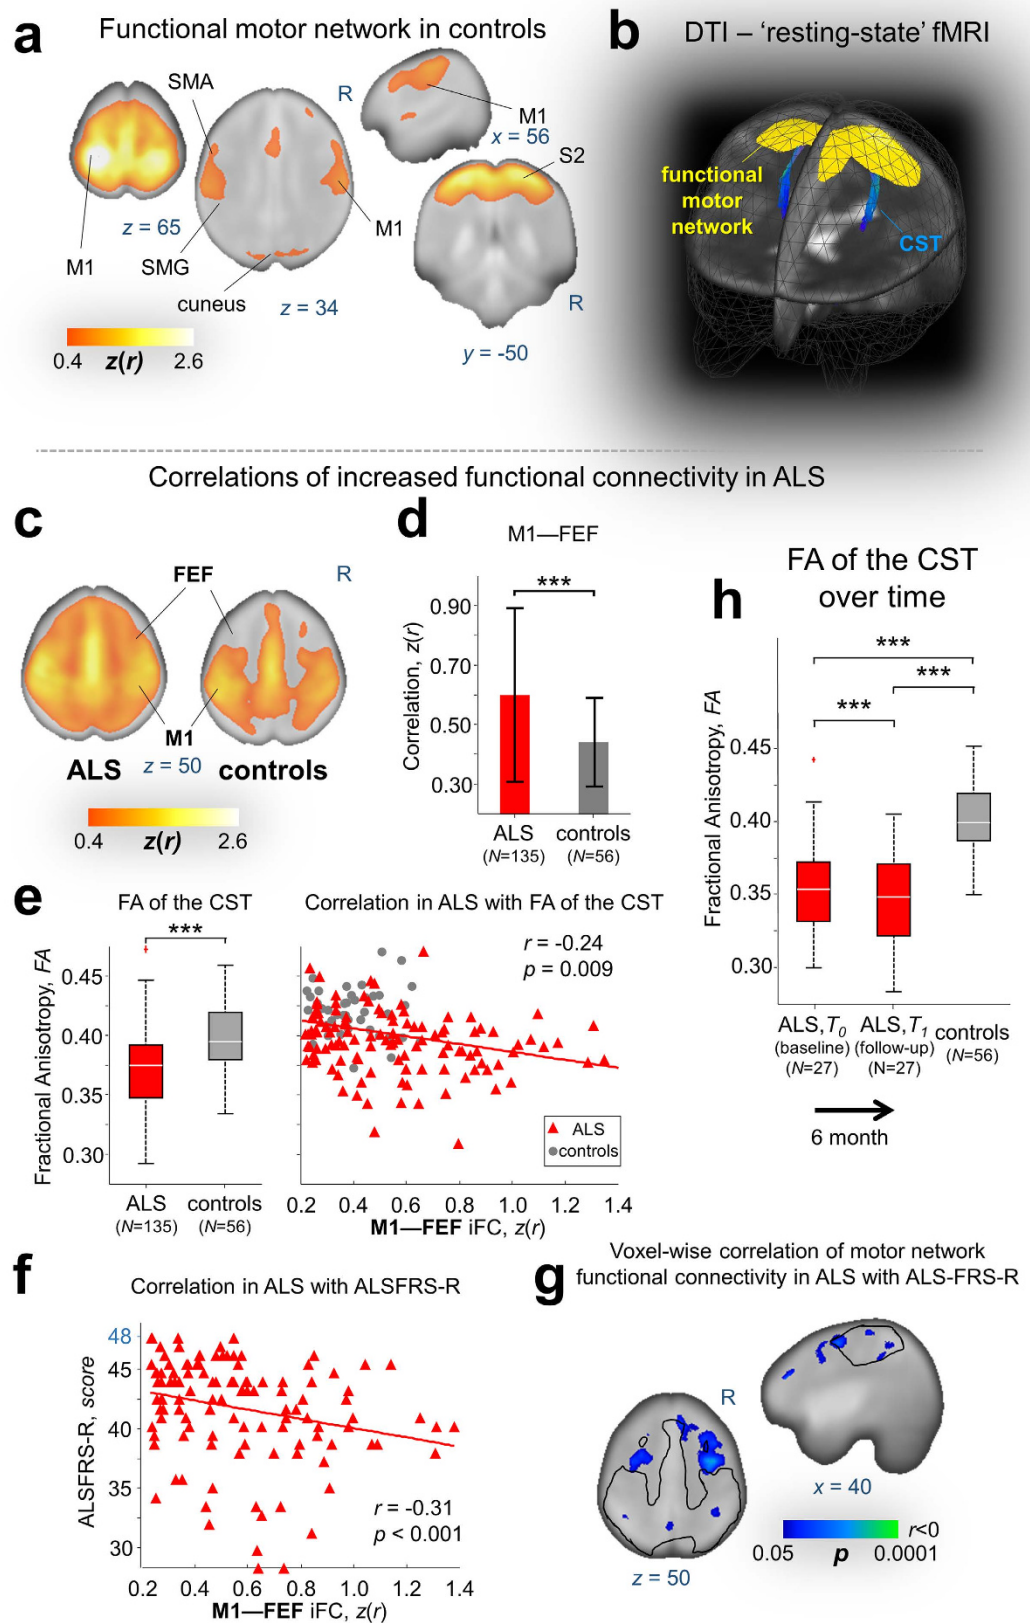 a
Functional motor network in controls
SMA
R
M1
x = 56
S2
z = 65
M1
M1
SMG
cuneus
z = 34
R
y = -50
0.4 z(r) 2.6
b
DTI – ‘resting-state’ fMRI
functional
motor
network
CST
Correlations of increased functional connectivity in ALS
c
FEF
R
M1
ALS z = 50 controls
0.4 z(r) 2.6
d
M1—FEF
***
Correlation, z(r)
0.90
0.70
0.50
0.30
ALS controls
(N=135) (N=56)
e
FA of the CST
***
Fractional Anisotropy, FA
0.45
0.40
0.35
0.30
ALS controls
(N=135) (N=56)
Correlation in ALS with FA of the CST
r = -0.24
p = 0.009
ALS
controls
0.2 0.4 0.6 0.8 1.0 1.2 1.4
M1—FEF iFC, z(r)
h
FA of the CST
over time
***
***
***
Fractional Anisotropy, FA
0.45
0.40
0.35
0.30
ALS, T0 ALS, T1 controls
(baseline) (follow-up) (N=56)
(N=27) (N=27)
6 month
f
Correlation in ALS with ALSFRS-R
ALSFRS-R, score
48
45
40
35
30
r = -0.31
p < 0.001
0.2 0.4 0.6 0.8 1.0 1.2 1.4
M1—FEF iFC, z(r)
g
Voxel-wise correlation of motor network
functional connectivity in ALS with ALS-FRS-R
R
x = 40
z = 50
r<0
0.05 p 0.0001